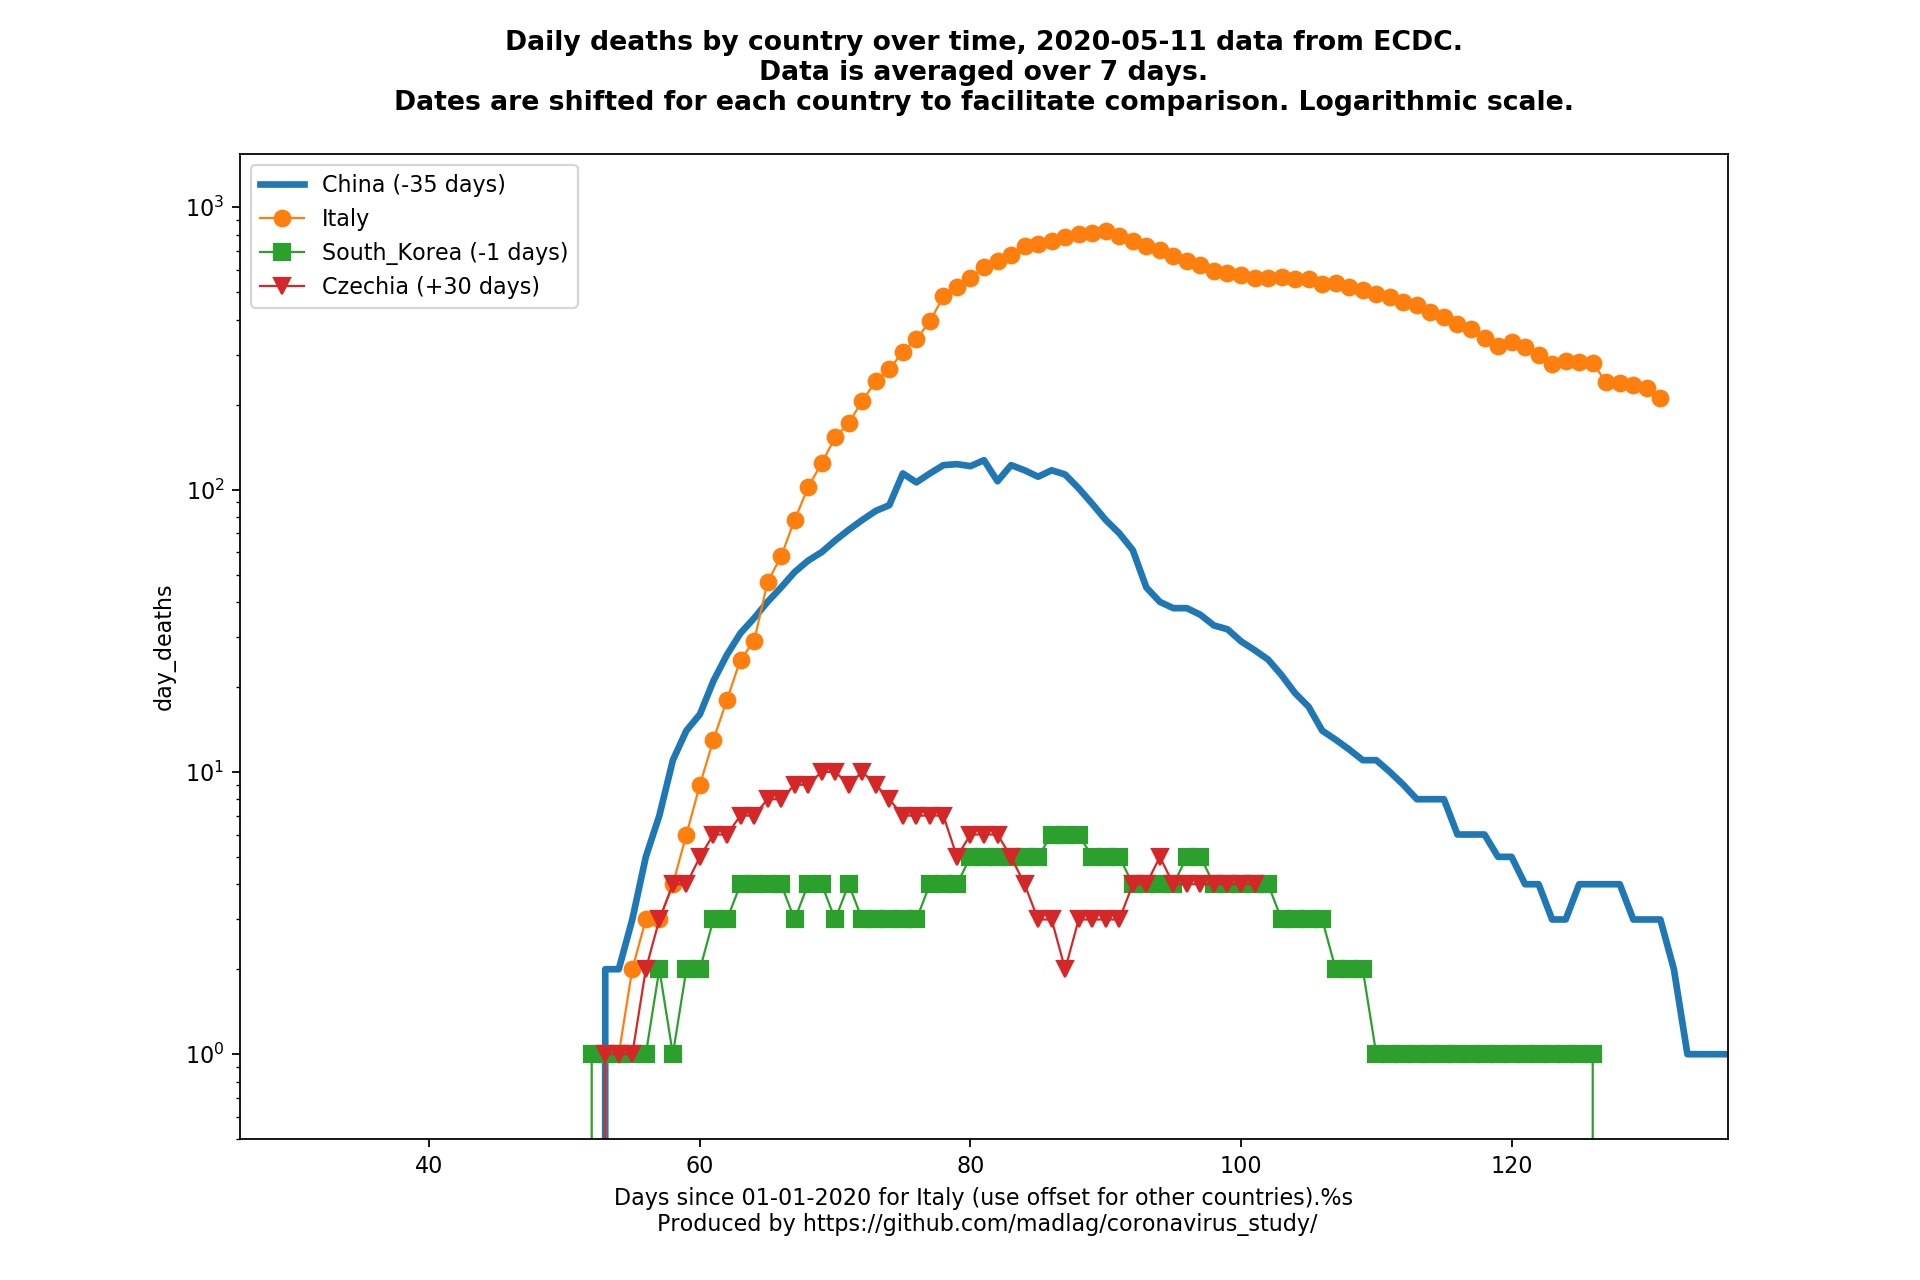 Daily deaths by country over time, 2020-05-11 data from ECDC.
Data is averaged over 7 days.
Dates are shifted for each country to facilitate comparison. Logarithmic scale.
China (-35 days)
Italy
South_Korea (-1 days)
Czechia (+30 days)
10³
10²
10¹
10⁰
day_deaths
40 60 80 100 120
Days since 01-01-2020 for Italy (use offset for other countries).%s
Produced by https://github.com/madlag/coronavirus_study/